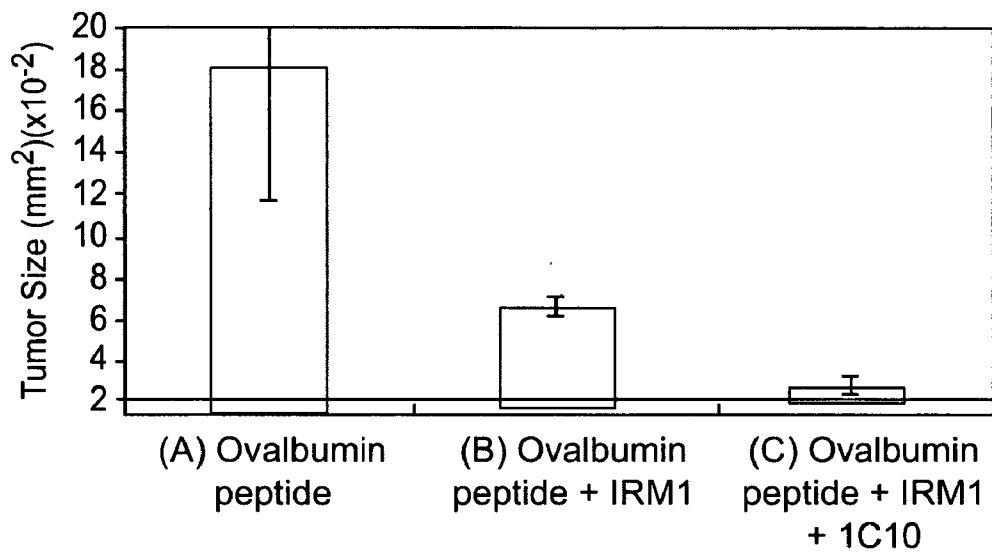 Tumor Size (mm²)(x10⁻²)
20
18
16
14
12
10
8
6
4
2
(A) Ovalbumin
peptide
(B) Ovalbumin
peptide + IRM1
(C) Ovalbumin
peptide + IRM1
+ 1C10